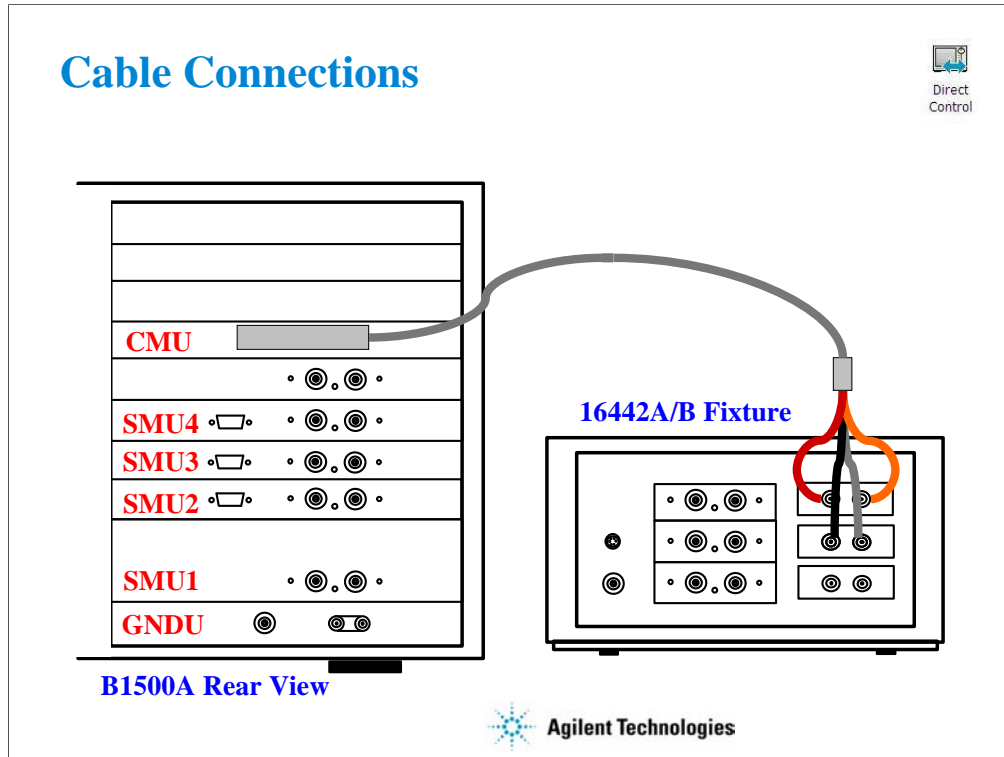 Cable Connections
Direct
Control
CMU
SMU4
SMU3
SMU2
SMU1
GNDU
B1500A Rear View
16442A/B Fixture
Agilent Technologies